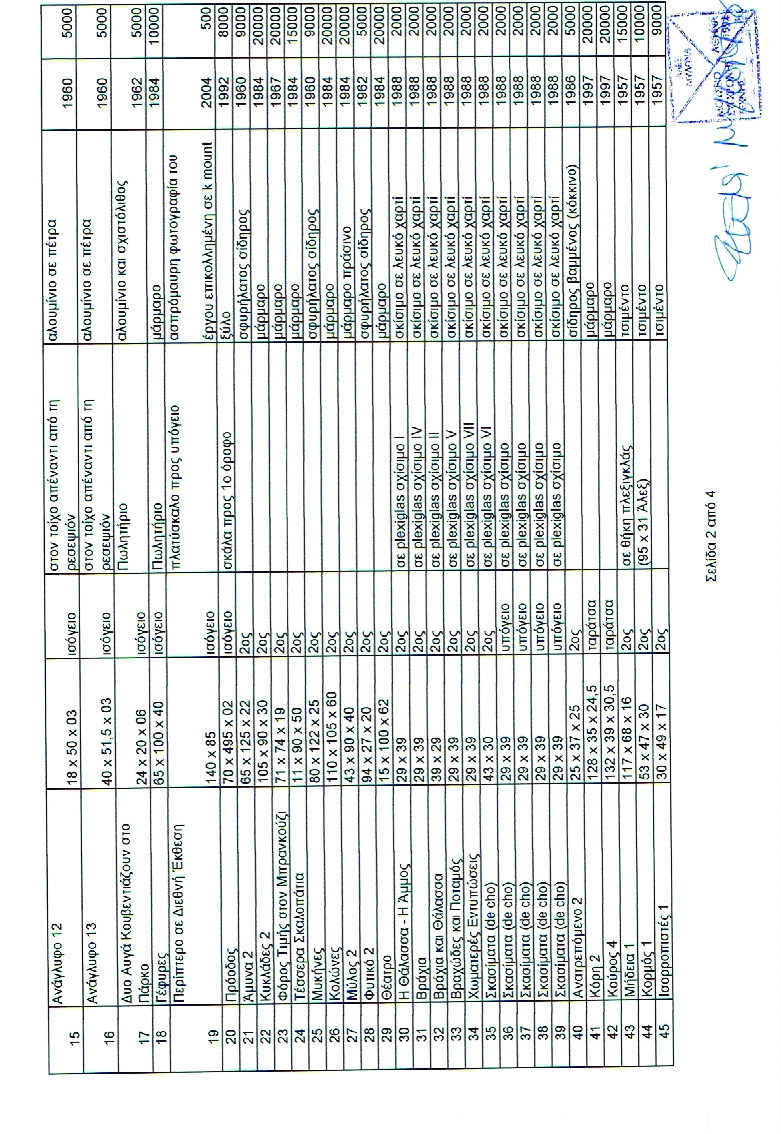 15 Ανάγλυφο 12 18 x 50 x 03 ισόγειο στον τοίχο απέναντι από τη ρεσεψιόν αλουμίνιο σε πέτρα 1960 5000
16 Ανάγλυφο 13 40 x 51,5 x 03 ισόγειο στον τοίχο απέναντι από τη ρεσεψιόν αλουμίνιο σε πέτρα 1960 5000
17 Δυο Αυγά Κουβεντιάζουν στο Πάρκο 24 x 20 x 06 ισόγειο Πωλητήριο αλουμίνιο και σχιστόλιθος 1962 5000
18 Γέφυρες 65 x 100 x 40 ισόγειο Πωλητήριο μάρμαρο 1984 10000
19 Περίπτερο σε Διεθνή Έκθεση 140 x 85 ισόγειο πλατύσκαλο προς υπόγειο ασπρόμαυρη φωτογραφία του έργου επικολλημένη σε k mount 2004 500
20 Πρόοδος 70 x 485 x 02 ισόγειο σκάλα προς 1ο όροφο ξύλο 1992 8000
21 Άμυνα 2 65 x 125 x 22 2ος σφυρήλατος σίδηρος 1960 9000
22 Κυκλάδες 2 105 x 90 x 30 2ος μάρμαρο 1984 20000
23 Φόρος Τιμής στον Μπρανκούζι 71 x 74 x 19 2ος μάρμαρο 1967 20000
24 Τέσσερα Σκαλοπάτια 11 x 90 x 50 2ος μάρμαρο 1984 15000
25 Μυκήνες 80 x 122 x 25 2ος σφυρήλατος σίδηρος 1960 9000
26 Κολώνες 110 x 105 x 60 2ος μάρμαρο 1984 20000
27 Μύλος 2 43 x 90 x 40 2ος μάρμαρο πράσινο 1984 20000
28 Φυτικό 2 94 x 27 x 20 2ος σφυρήλατος σίδηρος 1962 5000
29 Θέατρο 15 x 100 x 62 2ος μάρμαρο 1984 20000
30 Η Θάλασσα - Η Άμμος 29 x 39 2ος σε plexiglas σχίσιμο I σκίσιμο σε λευκό χαρτί 1988 2000
31 Βράχια 29 x 39 2ος σε plexiglas σχίσιμο IV σκίσιμο σε λευκό χαρτί 1988 2000
32 Βράχια και Θάλασσα 39 x 29 2ος σε plexiglas σχίσιμο II σκίσιμο σε λευκό χαρτί 1988 2000
33 Βραχώδες και Ποταμός 29 x 39 2ος σε plexiglas σχίσιμο V σκίσιμο σε λευκό χαρτί 1988 2000
34 Χωματερές Εντυπώσεις 29 x 39 2ος σε plexiglas σχίσιμο VII σκίσιμο σε λευκό χαρτί 1988 2000
35 Σκασίματα (de cho) 43 x 30 2ος σε plexiglas σχίσιμο VI σκίσιμο σε λευκό χαρτί 1988 2000
36 Σκασίματα (de cho) 29 x 39 υπόγειο σε plexiglas σχίσιμο σκίσιμο σε λευκό χαρτί 1988 2000
37 Σκασίματα (de cho) 29 x 39 υπόγειο σε plexiglas σχίσιμο σκίσιμο σε λευκό χαρτί 1988 2000
38 Σκασίματα (de cho) 29 x 39 υπόγειο σε plexiglas σχίσιμο σκίσιμο σε λευκό χαρτί 1988 2000
39 Σκασίματα (de cho) 29 x 39 υπόγειο σε plexiglas σχίσιμο σκίσιμο σε λευκό χαρτί 1988 2000
40 Ανατρεπόμενο 2 25 x 37 x 25 2ος σίδηρος βαμμένος (κόκκινο) 1986 5000
41 Κόρη 2 128 x 35 x 24,5 ταράτσα μάρμαρο 1997 20000
42 Κούρος 4 132 x 39 x 30,5 ταράτσα μάρμαρο 1997 20000
43 Μήδεια 1 117 x 68 x 16 2ος σε θήκη πλεξιγκλάς τσιμέντο 1957 15000
44 Κορμός 1 53 x 47 x 30 2ος (95 x 31 Άλεξ) τσιμέντο 1957 10000
45 Ισορροπιστές 1 30 x 49 x 17 2ος τσιμέντο 1957 9000
Σελίδα 2 από 4